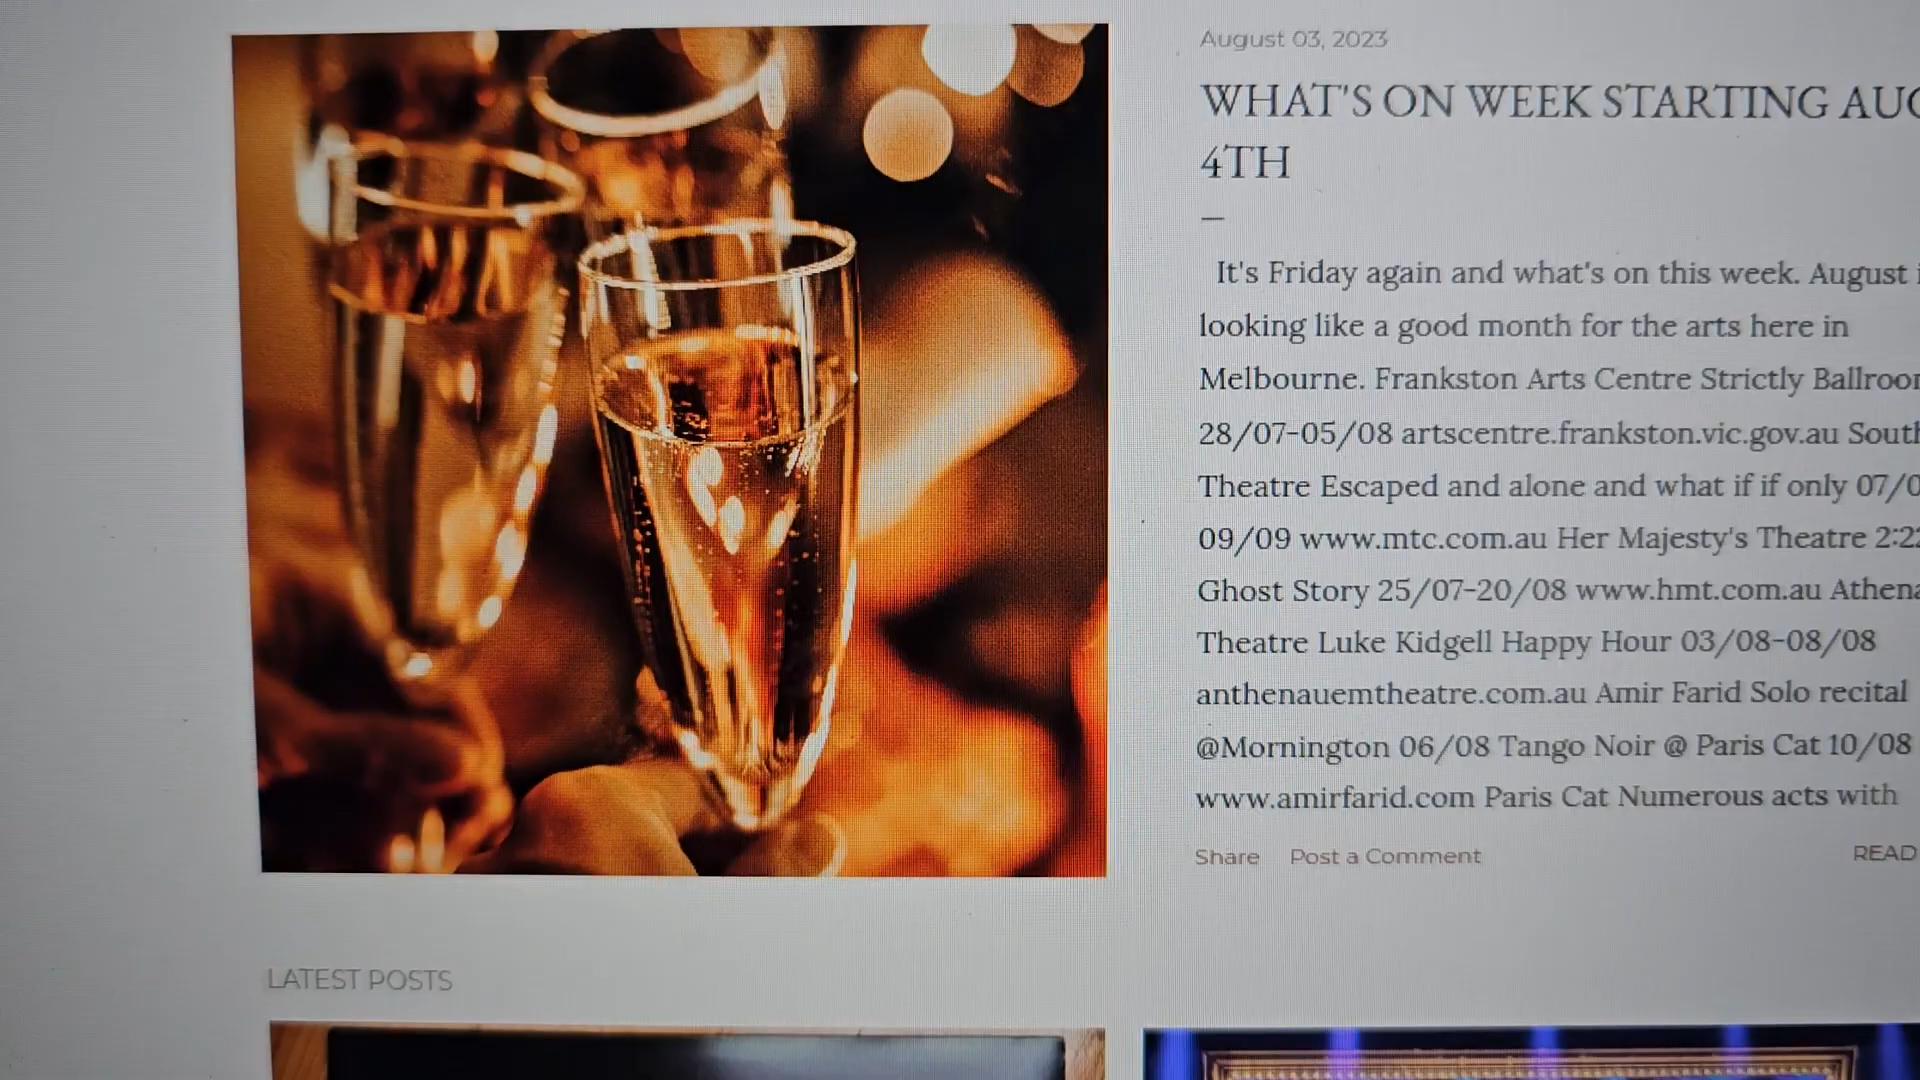 August 03, 2023
WHAT'S ON WEEK STARTING
4TH
It's Friday again and what's on this week. August
looking like a good month for the arts here in
Melbourne. Frankston Arts Centre Strictly
28/07-05/08 artscentre.frankston.vic.gov.au
Theatre Escaped and alone and what if if only
09/09 www.mtc.com.au Her Majesty's Theatre
Ghost Story 25/07-20/08 www.hmt.com.au
Theatre Luke Kidgell Happy Hour 03/08-08/08
anthenauemtheatre.com.au Amir Farid Solo recital
@Mornington 06/08 Tango Noir @ Paris Cat 10/08
www.amirfarid.com Paris Cat Numerous acts with
Share Post a Comment
READ
LATEST POSTS